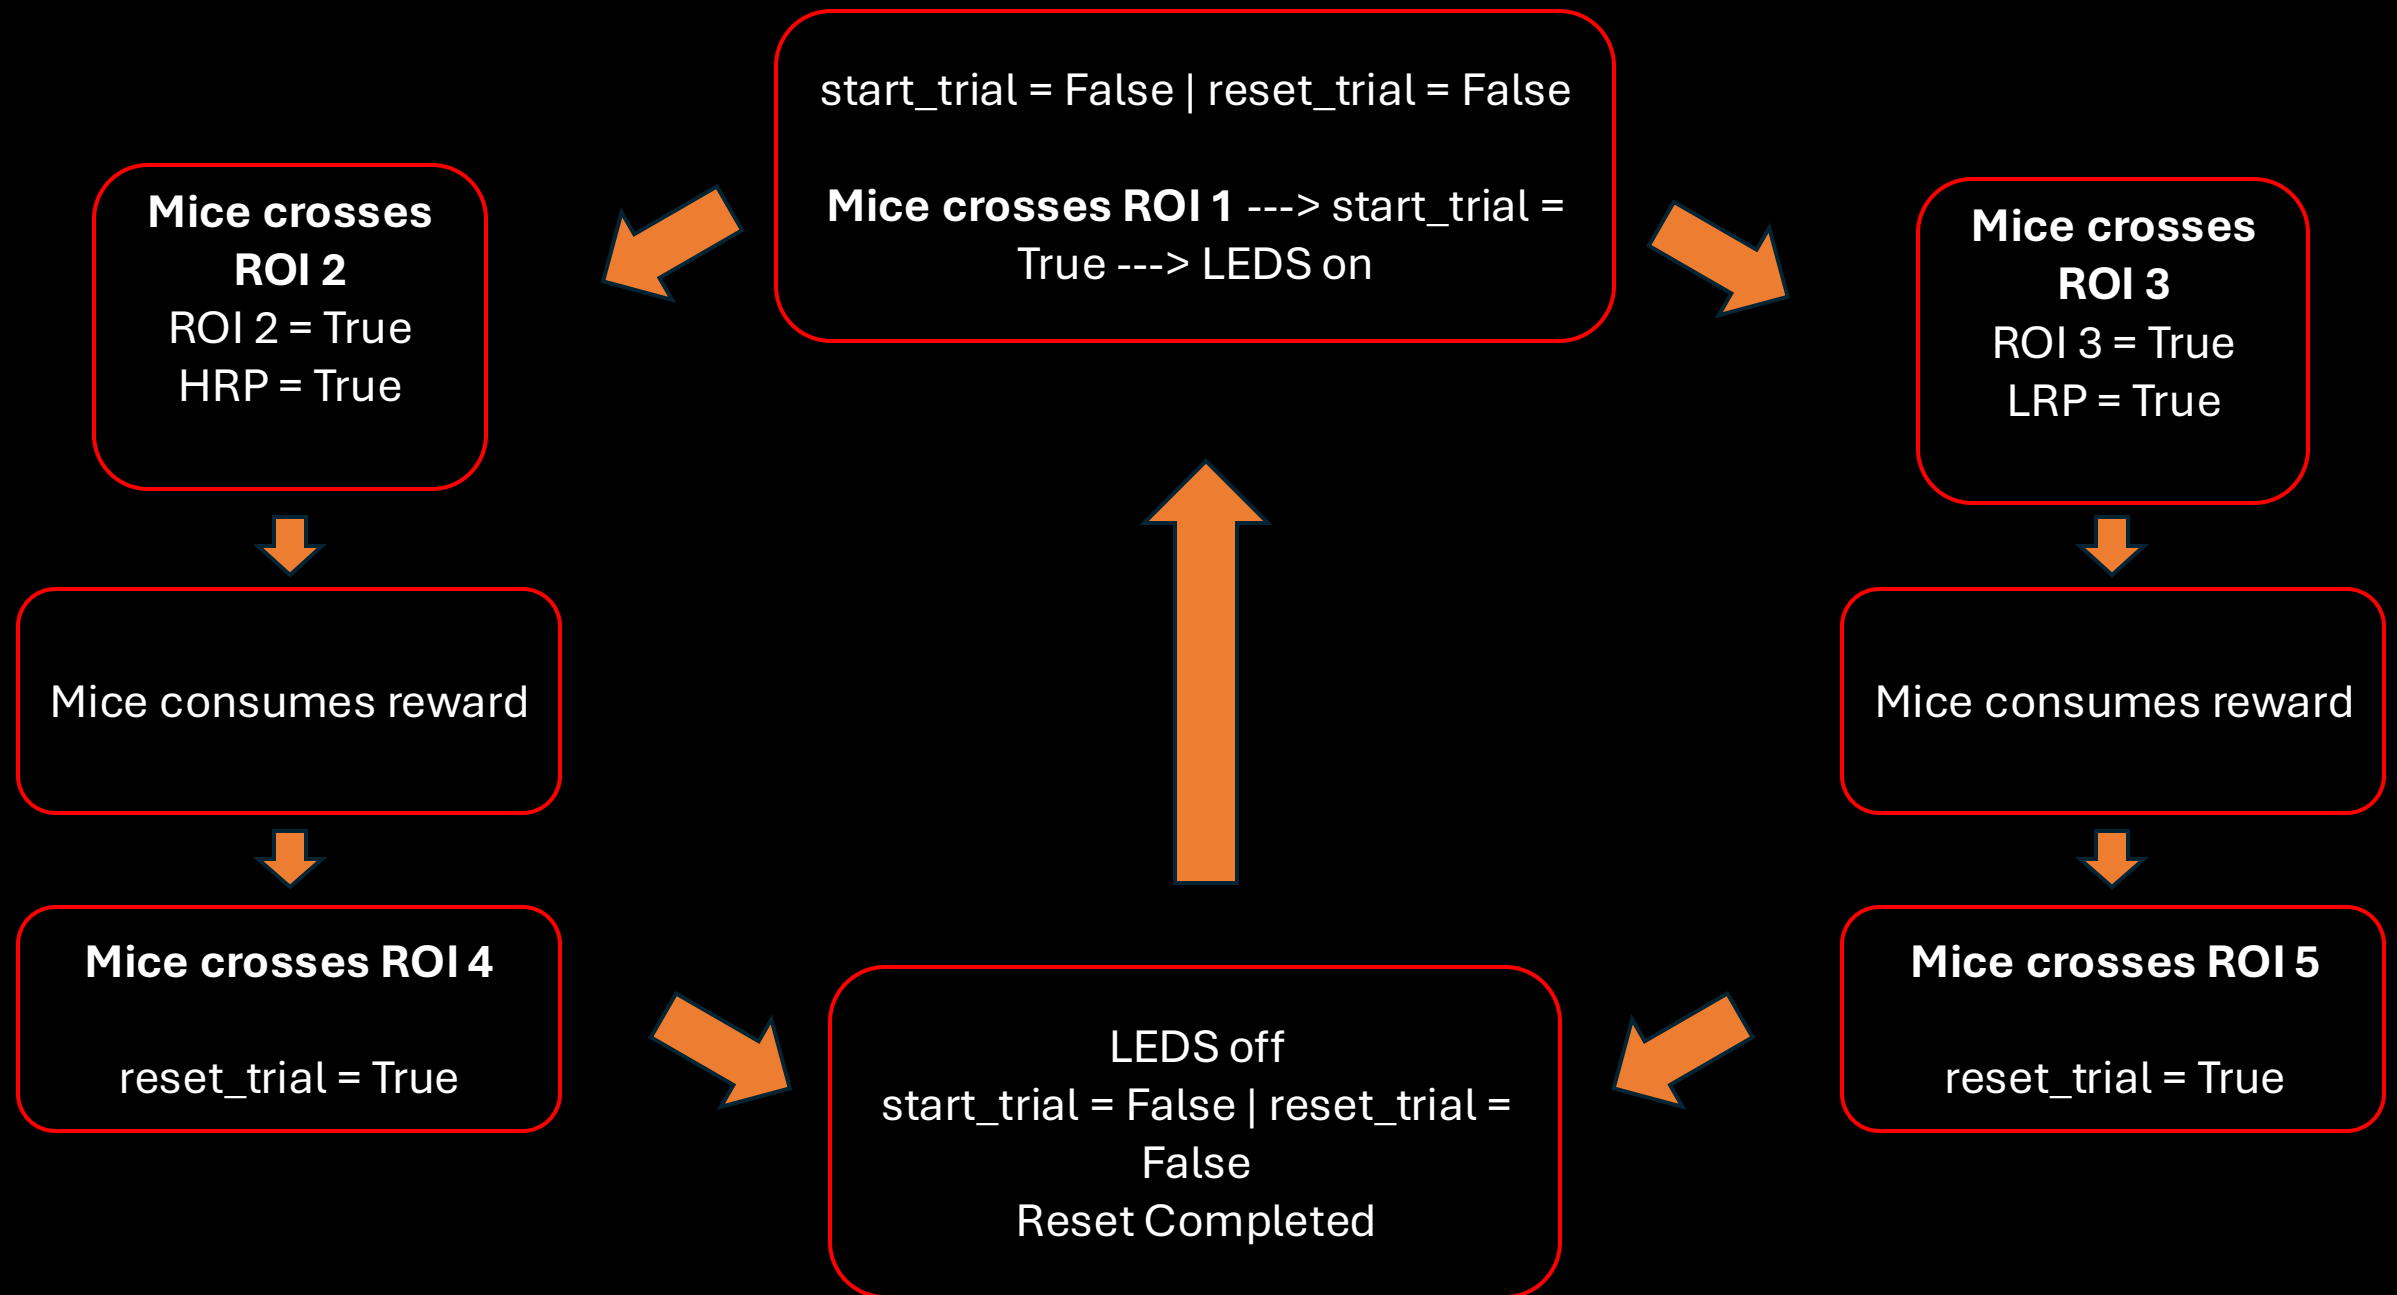 start_trial = False | reset_trial = False
Mice crosses ROI 1 ---> start_trial =
True ---> LEDS on
Mice crosses
ROI 2
ROI 2 = True
HRP = True
Mice crosses
ROI 3
ROI 3 = True
LRP = True
Mice consumes reward
Mice consumes reward
Mice crosses ROI 4
reset_trial = True
Mice crosses ROI 5
reset_trial = True
LEDS off
start_trial = False | reset_trial =
False
Reset Completed